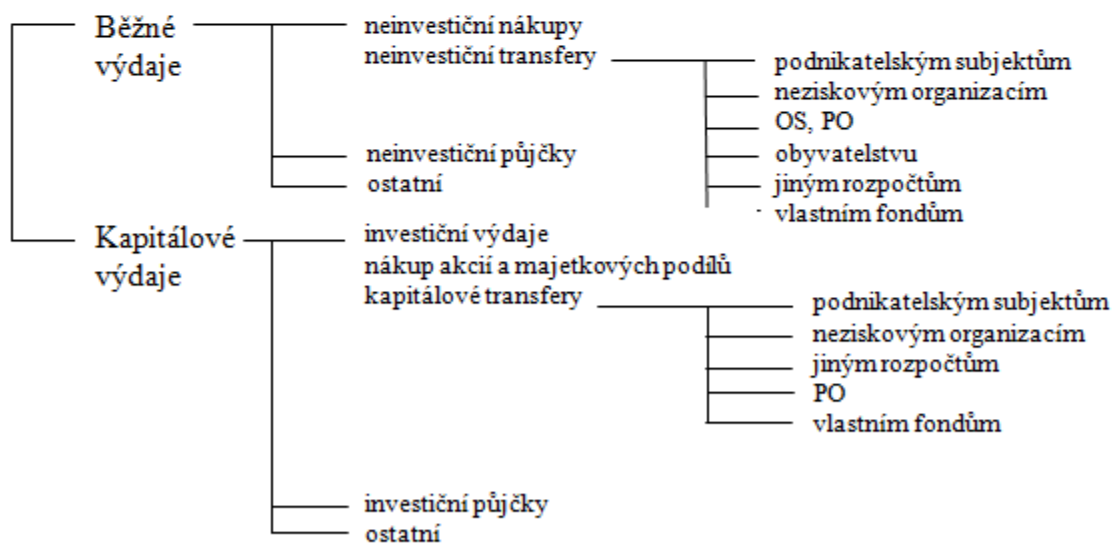 Běžné
výdaje
neinvestiční nákupy
neinvestiční transfery
podnikatelským subjektům
neziskovým organizacím
OS, PO
obyvatelstvu
jiným rozpočtům
vlastním fondům
neinvestiční půjčky
ostatní
Kapitálové
výdaje
investiční výdaje
nákup akcií a majetkových podílů
kapitálové transfery
podnikatelským subjektům
neziskovým organizacím
jiným rozpočtům
PO
vlastním fondům
investiční půjčky
ostatní